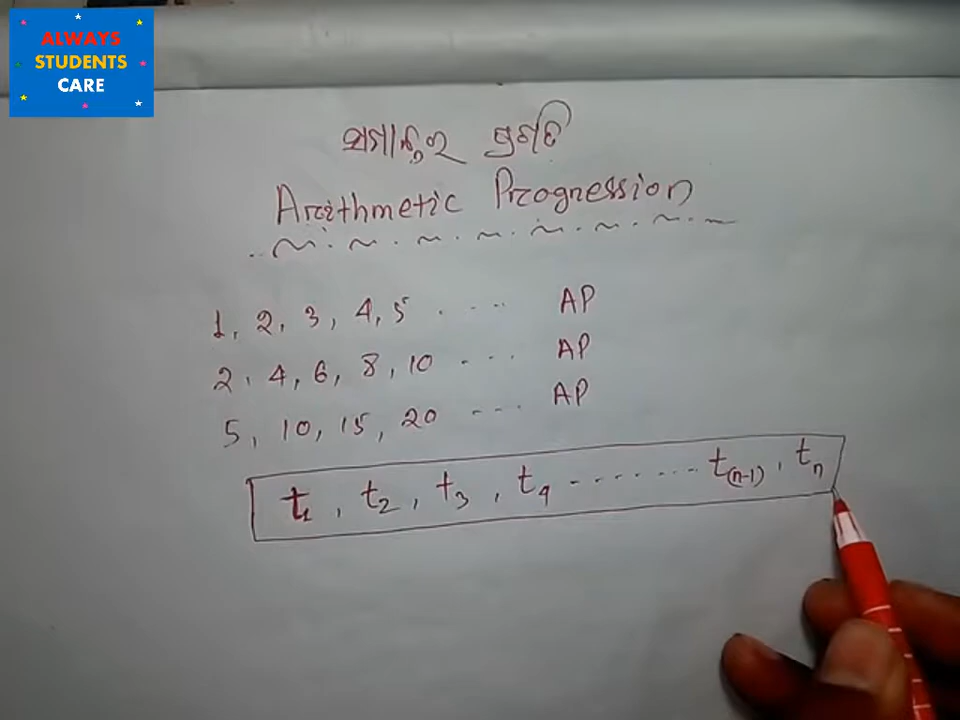 ALWAYS
STUDENTS
CARE
ସମାନ୍ତର ପ୍ରଗତି
Arithmetic Progression
1, 2, 3, 4, 5 ..... AP
2, 4, 6, 8, 10 ... AP
5, 10, 15, 20 ... AP
t₁, t₂, t₃, t₄ ........ t₍ₙ₋₁₎, tₙ